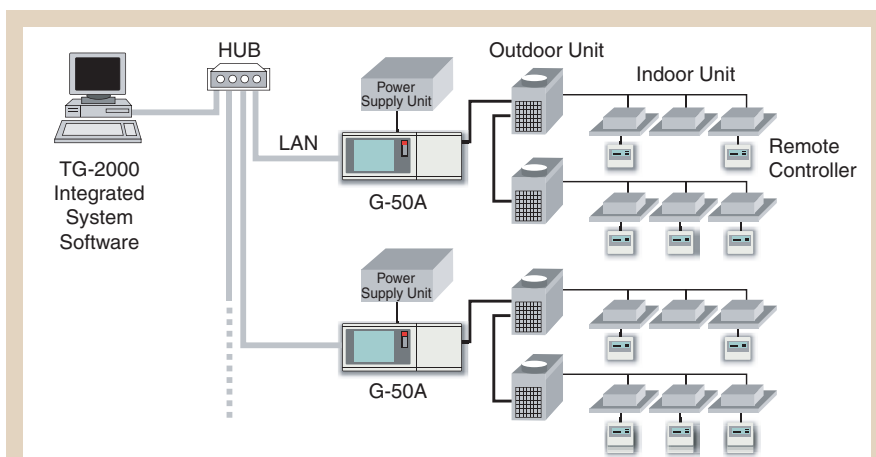 HUB
Outdoor Unit
Indoor Unit
Power
Supply Unit
LAN
Remote
Controller
TG-2000
Integrated
System
Software
G-50A
Power
Supply Unit
G-50A